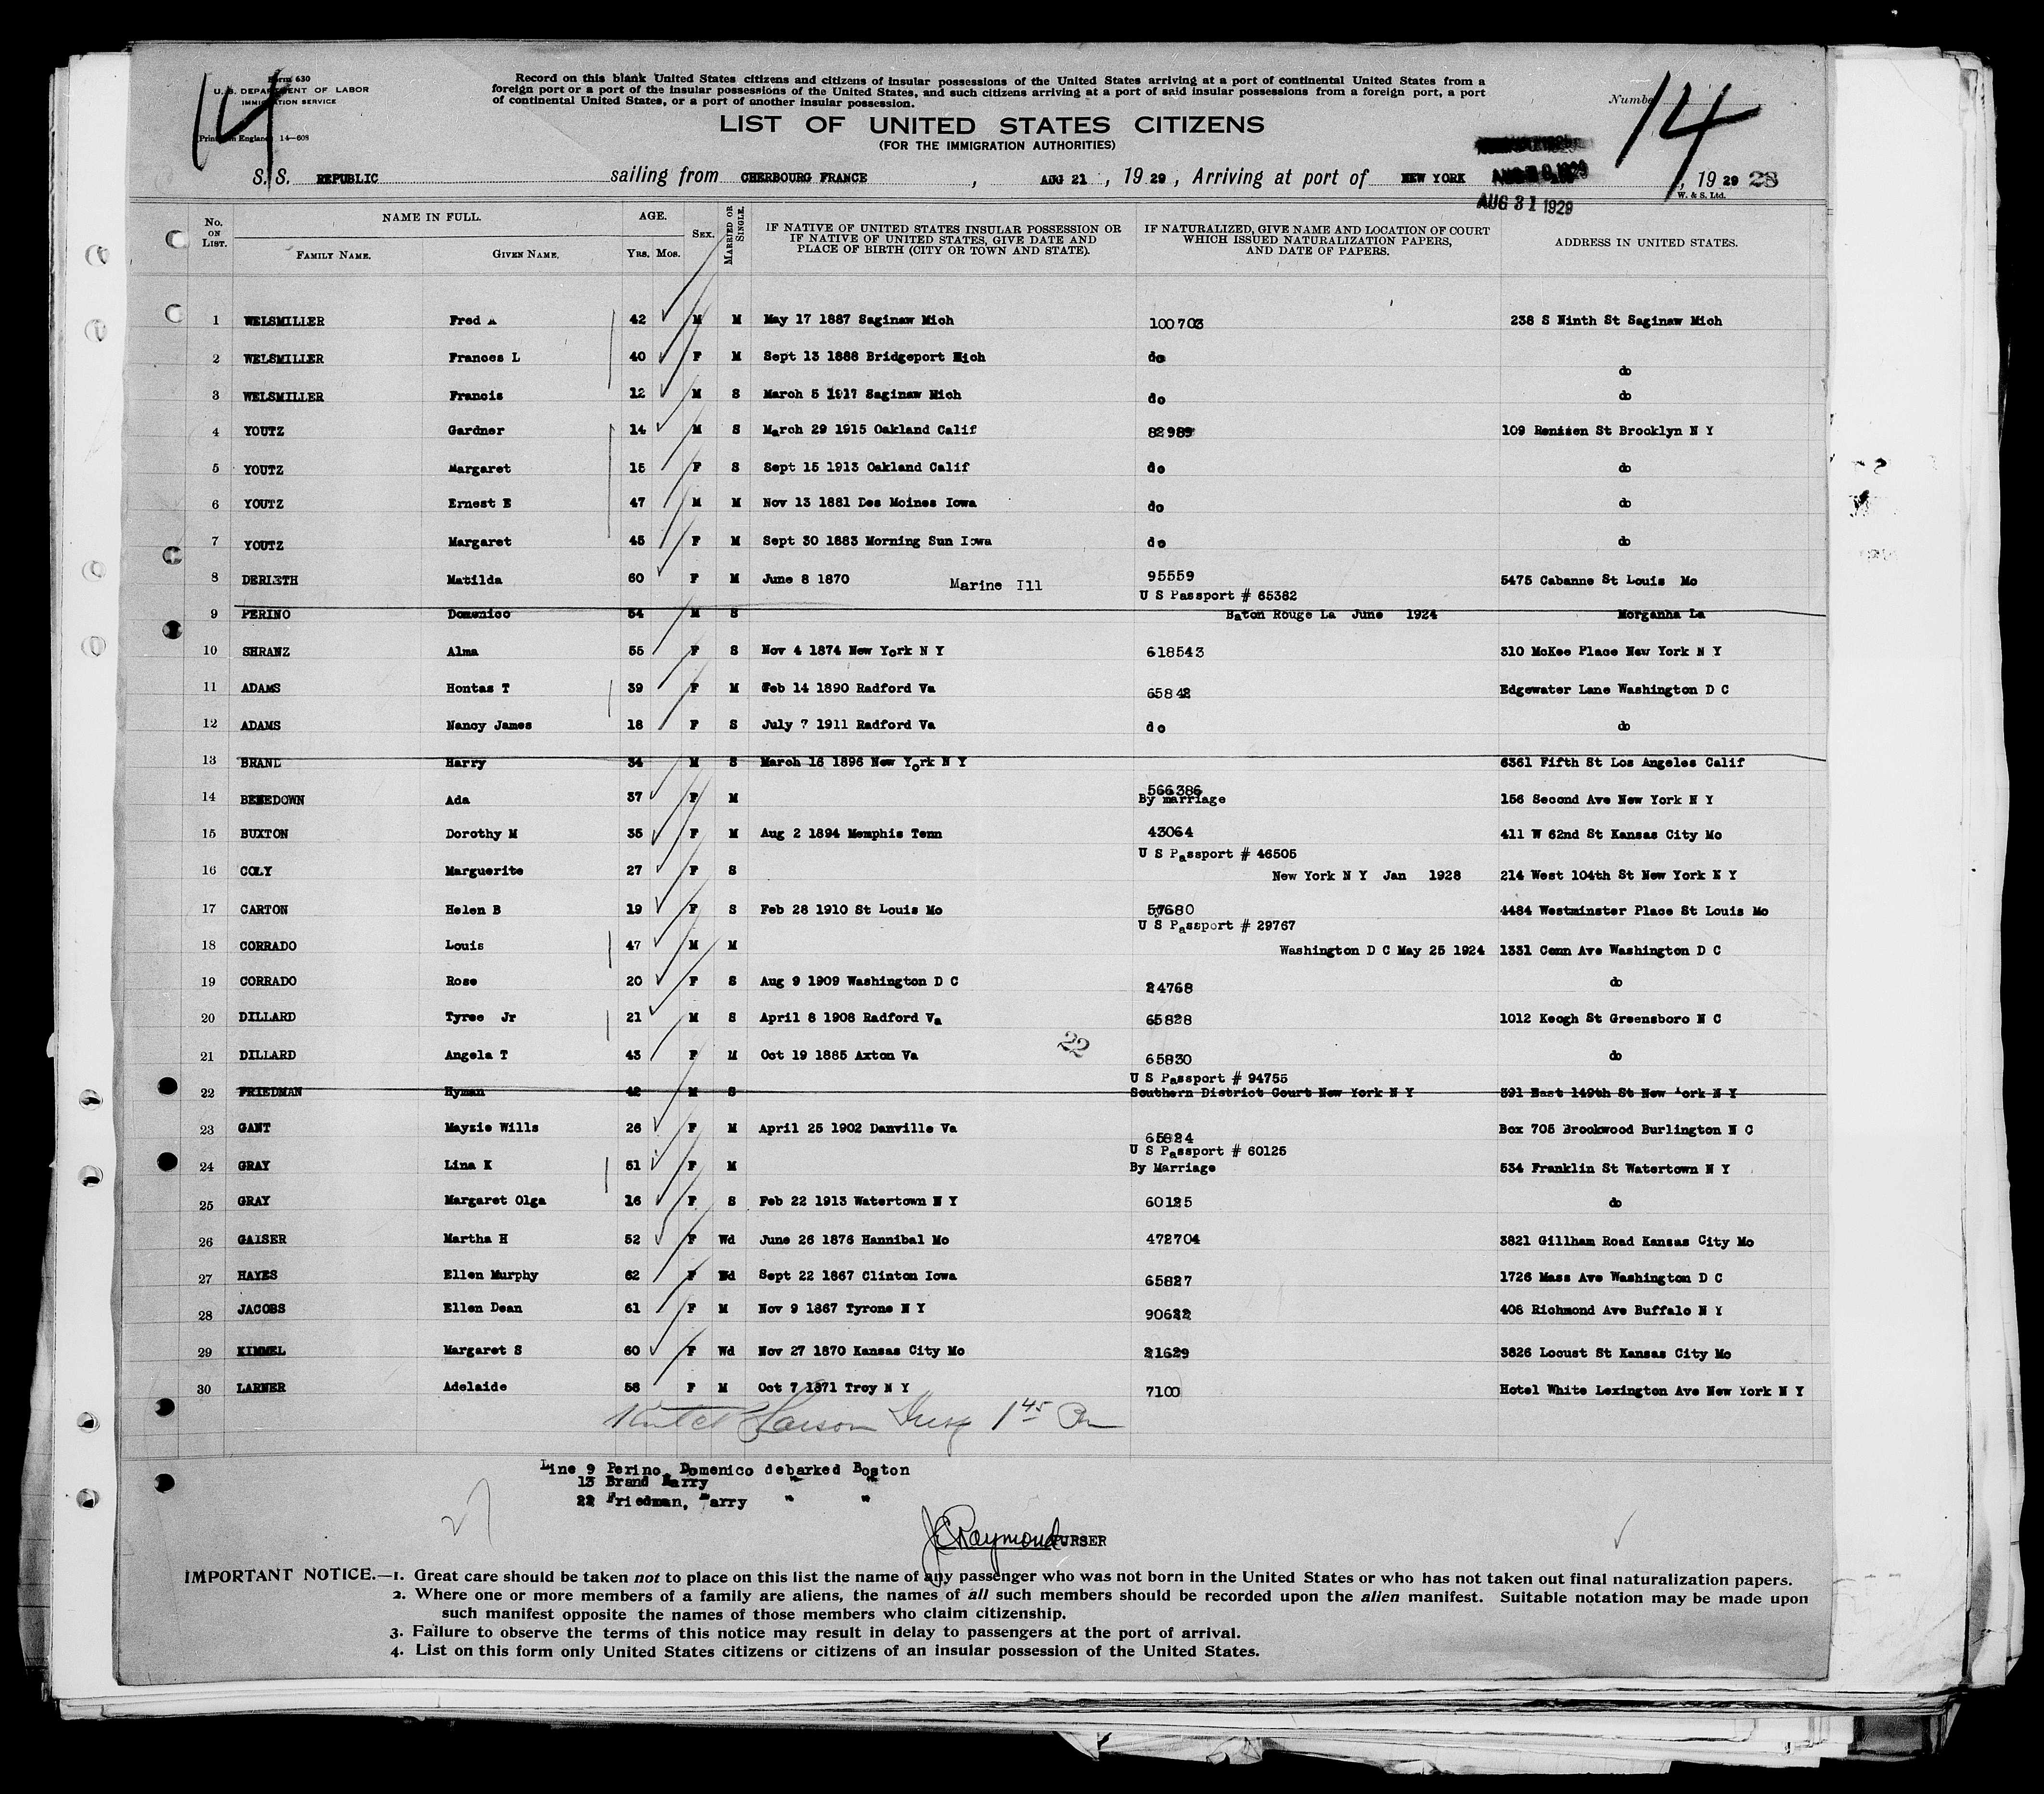 Form 630
U. S. DEPARTMENT OF LABOR
IMMIGRATION SERVICE
(Printed in England) 14—608
14
Record on this blank United States citizens and citizens of insular possessions of the United States arriving at a port of continental United States from a
foreign port or a port of the insular possessions of the United States, and such citizens arriving at a port of said insular possessions from a foreign port, a port
of continental United States, or a port of another insular possession.
Number
14
LIST OF UNITED STATES CITIZENS
(FOR THE IMMIGRATION AUTHORITIES)
S. S. REPUBLIC sailing from CHERBOURG FRANCE, AUG 21, 19 29, Arriving at port of NEW YORK, 19 29 28
AUG 31 1929
W. & S. Ltd.
No. ON LIST. NAME IN FULL. FAMILY NAME. GIVEN NAME. AGE. Yrs. Mos. SEX. MARRIED OR SINGLE. IF NATIVE OF UNITED STATES INSULAR POSSESSION OR IF NATIVE OF UNITED STATES, GIVE DATE AND PLACE OF BIRTH (CITY OR TOWN AND STATE). IF NATURALIZED, GIVE NAME AND LOCATION OF COURT WHICH ISSUED NATURALIZATION PAPERS, AND DATE OF PAPERS. ADDRESS IN UNITED STATES.
1 WELSMILLER Fred A 42 M M May 17 1887 Saginaw Mich 100703 238 S Ninth St Saginaw Mich
2 WELSMILLER Frances L 40 F M Sept 13 1888 Bridgeport Mich do do
3 WELSMILLER Francis 12 M S March 5 1917 Saginaw Mich do do
4 YOUTZ Gardner 14 M S March 29 1915 Oakland Calif 82989 109 Remsen St Brooklyn N Y
5 YOUTZ Margaret 15 F S Sept 15 1913 Oakland Calif do do
6 YOUTZ Ernest E 47 M M Nov 13 1881 Des Moines Iowa do do
7 YOUTZ Margaret 45 F M Sept 30 1883 Morning Sun Iowa do do
8 DERLETH Matilda 60 F M June 8 1870 Marine Ill 95559 5475 Cabanne St Louis Mo
U S Passport # 65382
9 PERINO Domenico 54 M S Baton Rouge La June 1924 Morganha La
10 SHRANZ Alma 55 F S Nov 4 1874 New York N Y 618543 310 McKee Place New York N Y
11 ADAMS Hontas T 39 F M Feb 14 1890 Radford Va 65842 Edgewater Lane Washington D C
12 ADAMS Nancy James 18 F S July 7 1911 Radford Va do do
13 BRAND Harry 34 M S March 16 1896 New York N Y 6361 Fifth St Los Angeles Calif
566386
14 BENEDOWN Ada 37 F M By marriage 156 Second Ave New York N Y
15 BUXTON Dorothy M 35 F M Aug 2 1894 Memphis Tenn 43064 411 W 62nd St Kansas City Mo
U S Passport # 46505
16 COLY Marguerite 27 F S New York N Y Jan 1928 214 West 104th St New York N Y
17 CARTON Helen B 19 F S Feb 28 1910 St Louis Mo 57680 4484 Westminster Place St Louis Mo
U S Passport # 29767
18 CORRADO Louis 47 M M Washington D C May 25 1924 1331 Conn Ave Washington D C
19 CORRADO Rose 20 F S Aug 9 1909 Washington D C 24768 do
20 DILLARD Tyree Jr 21 M S April 8 1908 Radford Va 65828 1012 Keogh St Greensboro N C
22
21 DILLARD Angela T 43 F M Oct 19 1885 Axton Va 65830 do
U S Passport # 94755
22 FRIEDMAN Hyman 42 M S Southern District Court New York N Y 391 East 149th St New York N Y
23 GANT Mayzie Wills 26 F M April 25 1902 Danville Va 65824 Box 705 Brookwood Burlington N C
U S Passport # 60125
24 GRAY Lina K 51 F M By Marriage 534 Franklin St Watertown N Y
25 GRAY Margaret Olga 16 F S Feb 22 1913 Watertown N Y 60125 do
26 GAISER Martha H 52 F Wd June 26 1876 Hannibal Mo 472704 3821 Gillham Road Kansas City Mo
27 HAYES Ellen Murphy 62 F Wd Sept 22 1867 Clinton Iowa 65827 1726 Mass Ave Washington D C
28 JACOBS Ellen Dean 61 F M Nov 9 1867 Tyrone N Y 90622 408 Richmond Ave Buffalo N Y
29 KIMMEL Margaret S 60 F Wd Nov 27 1870 Kansas City Mo 21629 3826 Locust St Kansas City Mo
30 LARNER Adelaide 58 F M Oct 7 1871 Troy N Y 7100 Hotel White Lexington Ave New York N Y
Larson 1 45 Pm
Line 9 Perino, Domenico debarked Boston
13 Brand Harry " "
22 Friedman, Harry " "
J C Raymond PURSER
IMPORTANT NOTICE.—1. Great care should be taken not to place on this list the name of any passenger who was not born in the United States or who has not taken out final naturalization papers.
2. Where one or more members of a family are aliens, the names of all such members should be recorded upon the alien manifest. Suitable notation may be made upon
such manifest opposite the names of those members who claim citizenship.
3. Failure to observe the terms of this notice may result in delay to passengers at the port of arrival.
4. List on this form only United States citizens or citizens of an insular possession of the United States.